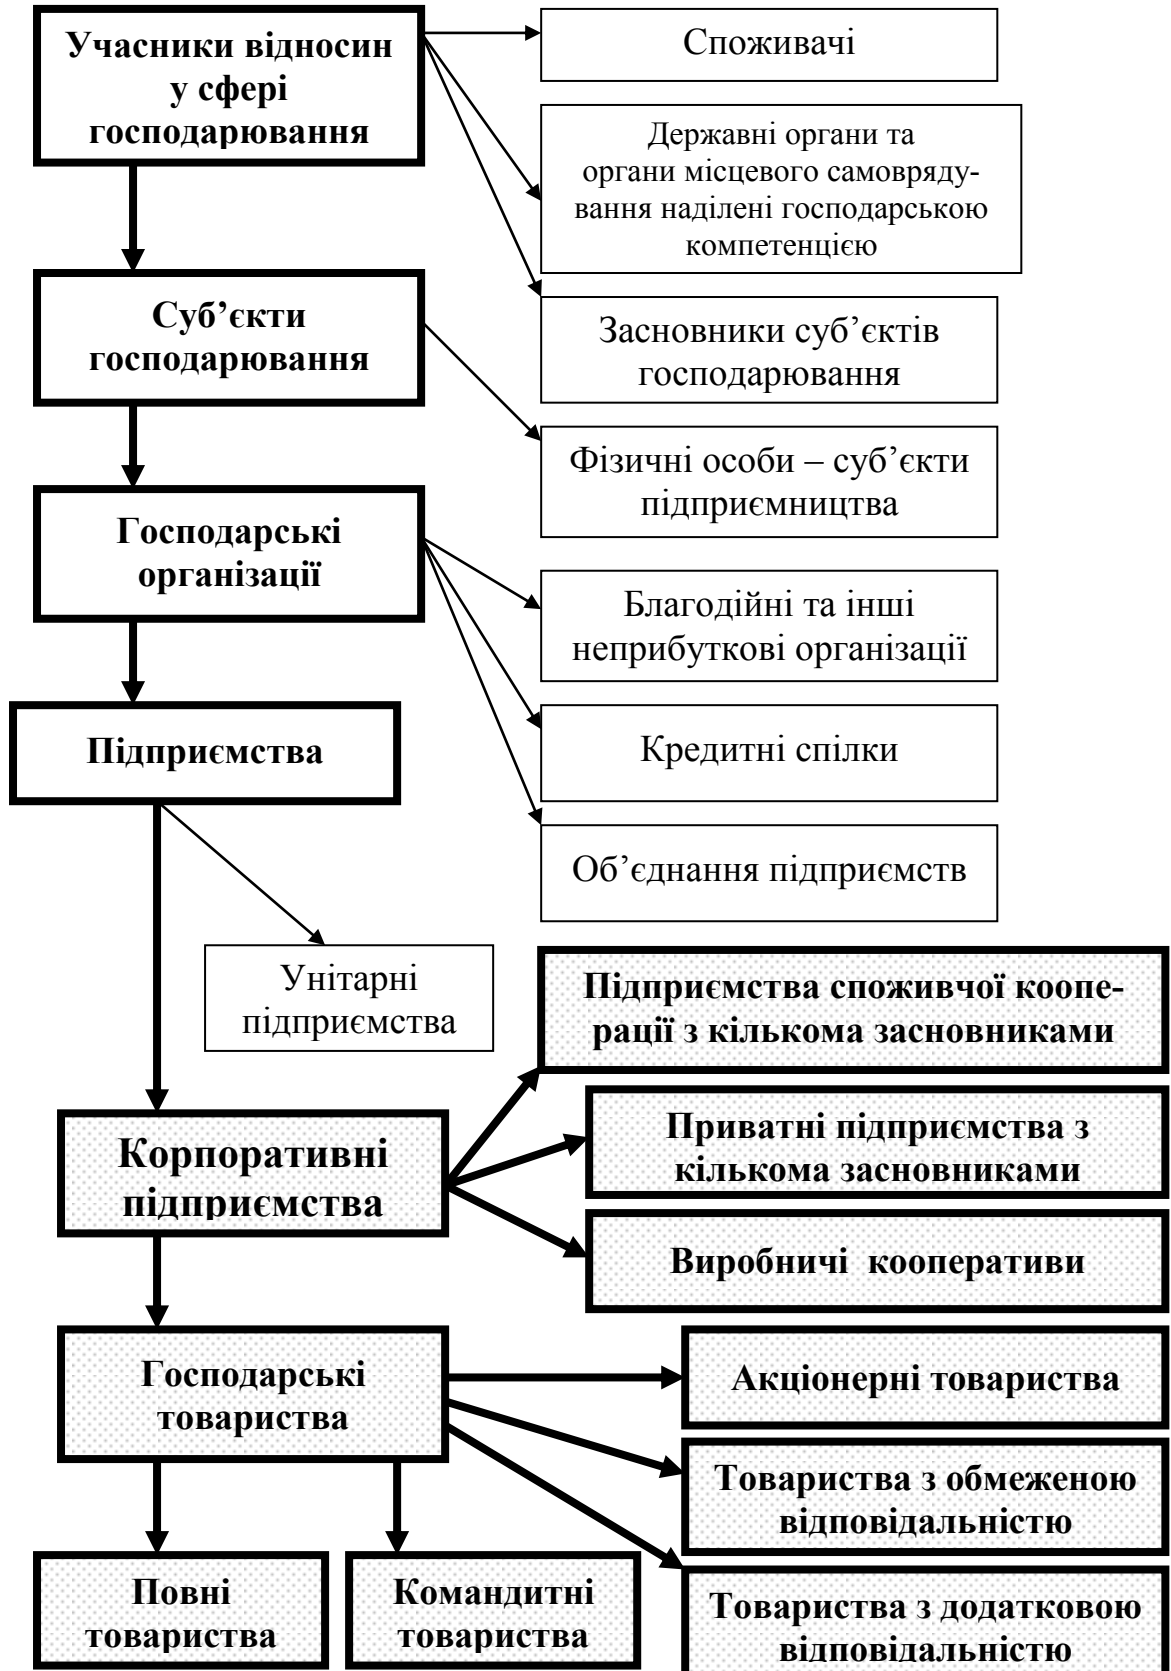 Учасники відносин
у сфері
господарювання
Споживачі
Державні органи та
органи місцевого самовряду-
вання наділені господарською
компетенцією
Суб’єкти
господарювання
Засновники суб’єктів
господарювання
Фізичні особи – суб’єкти
підприємництва
Господарські
організації
Благодійні та інші
неприбуткові організації
Підприємства
Кредитні спілки
Об’єднання підприємств
Унітарні
підприємства
Підприємства споживчої коопе-
рації з кількома засновниками
Корпоративні
підприємства
Приватні підприємства з
кількома засновниками
Виробничі кооперативи
Господарські
товариства
Акціонерні товариства
Товариства з обмеженою
відповідальністю
Повні
товариства
Командитні
товариства
Товариства з додатковою
відповідальністю